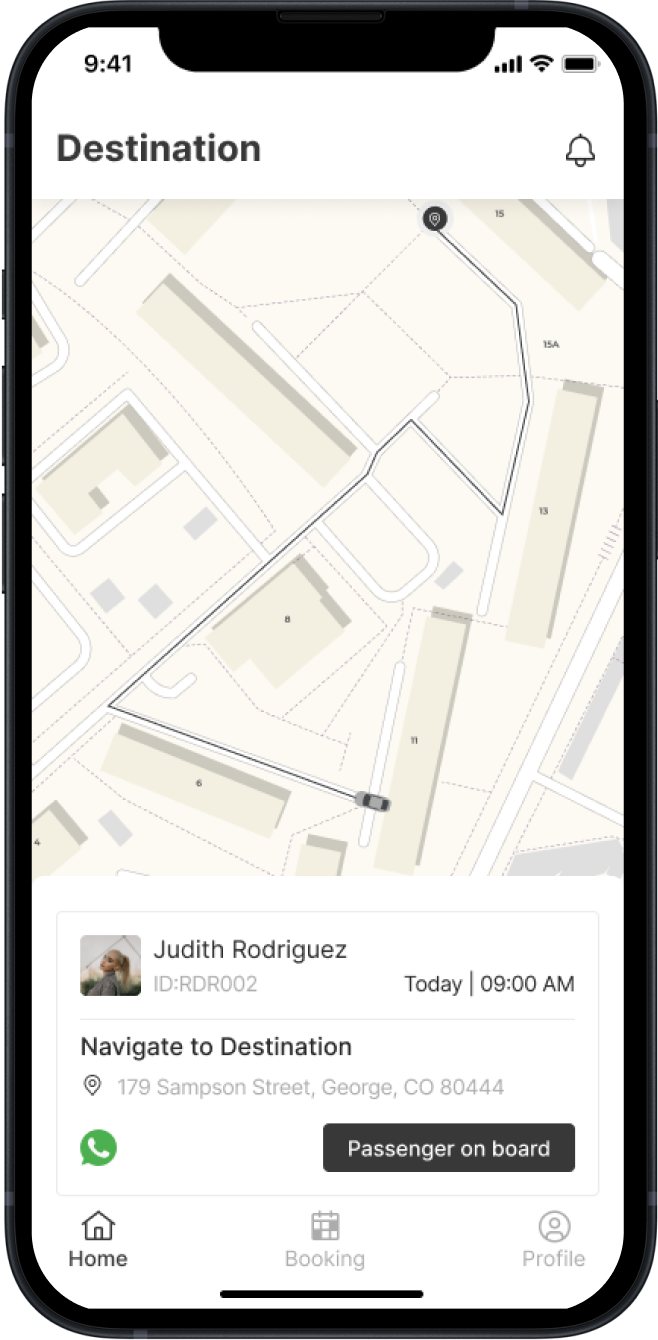 9:41
Destination
15
15A
13
8
11
6
4
Judith Rodriguez
ID:RDR002
Today | 09:00 AM
Navigate to Destination
179 Sampson Street, George, CO 80444
Passenger on board
Home
Booking
Profile